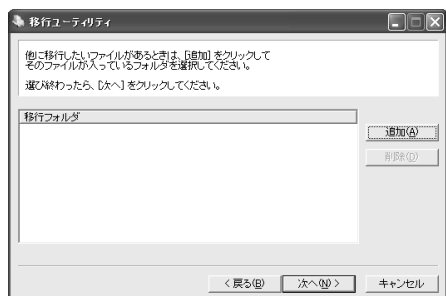 移行ユーティリティ
他に移行したいファイルがあるときは、[追加] をクリックして
そのファイルが入っているフォルダを選択してください。
選び終わったら、[次へ] をクリックしてください。
移行フォルダ
追加(A)
削除(D)
< 戻る(B)
次へ(N) >
キャンセル